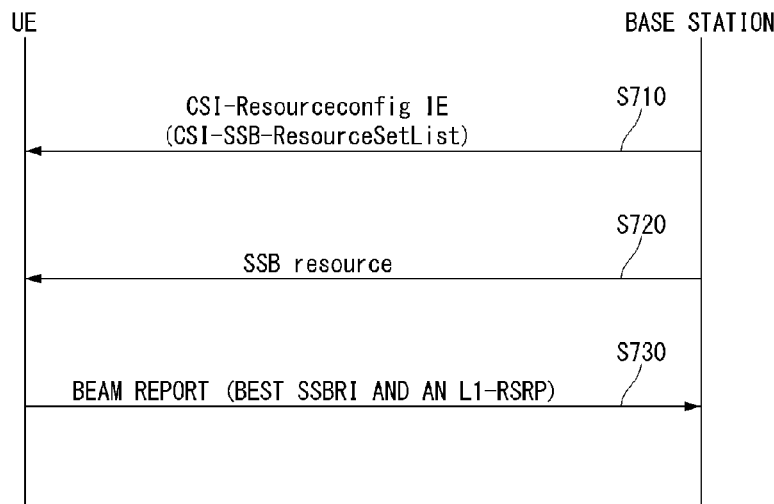 UE
BASE STATION
S710
CSI-Resourceconfig IE
(CSI-SSB-ResourceSetList)
S720
SSB resource
S730
BEAM REPORT (BEST SSBRI AND AN L1-RSRP)